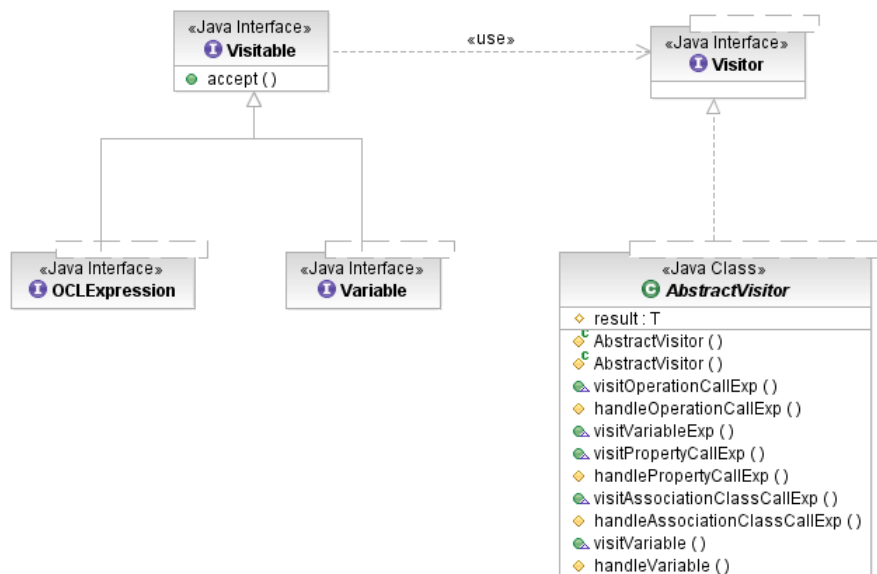 «Java Interface»
I Visitable
accept ( )
«use»
«Java Interface»
I Visitor
«Java Interface»
I OCLExpression
«Java Interface»
I Variable
«Java Class»
C AbstractVisitor
result : T
C AbstractVisitor ( )
C AbstractVisitor ( )
visitOperationCallExp ( )
handleOperationCallExp ( )
visitVariableExp ( )
visitPropertyCallExp ( )
handlePropertyCallExp ( )
visitAssociationClassCallExp ( )
handleAssociationClassCallExp ( )
visitVariable ( )
handleVariable ( )